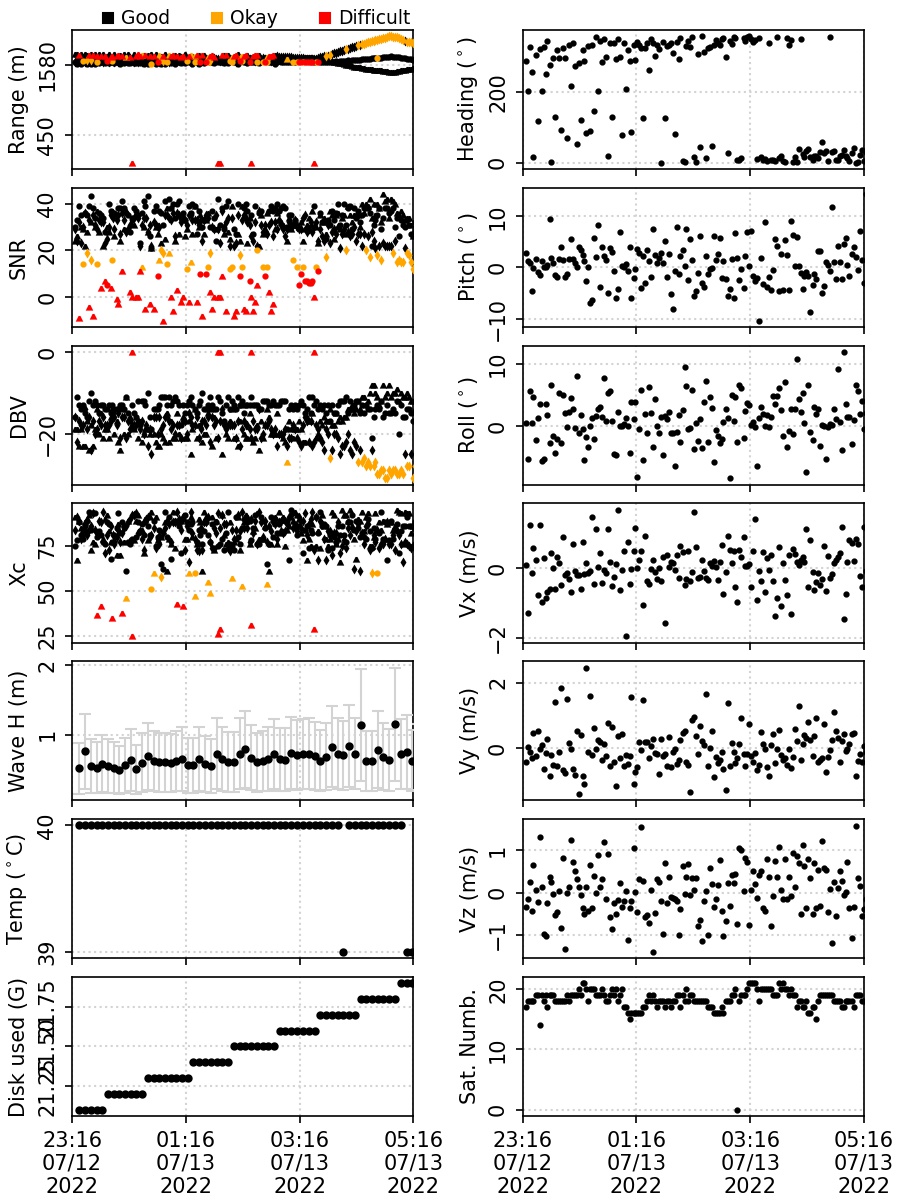 Good Okay Difficult
Range (m)
1580
450
Heading (°)
200
0
SNR
40
20
0
Pitch (°)
10
0
−10
DBV
0
−20
Roll (°)
10
0
Xc
75
50
25
Vx (m/s)
0
−2
Wave H (m)
2
1
Vy (m/s)
2
0
Temp (°C)
40
39
Vz (m/s)
1
0
−1
Disk used (G)
21.75
21.50
21.25
Sat. Numb.
20
10
0
23:16 01:16 03:16 05:16 23:16 01:16 03:16 05:16
07/12 07/13 07/13 07/13 07/12 07/13 07/13 07/13
2022 2022 2022 2022 2022 2022 2022 2022